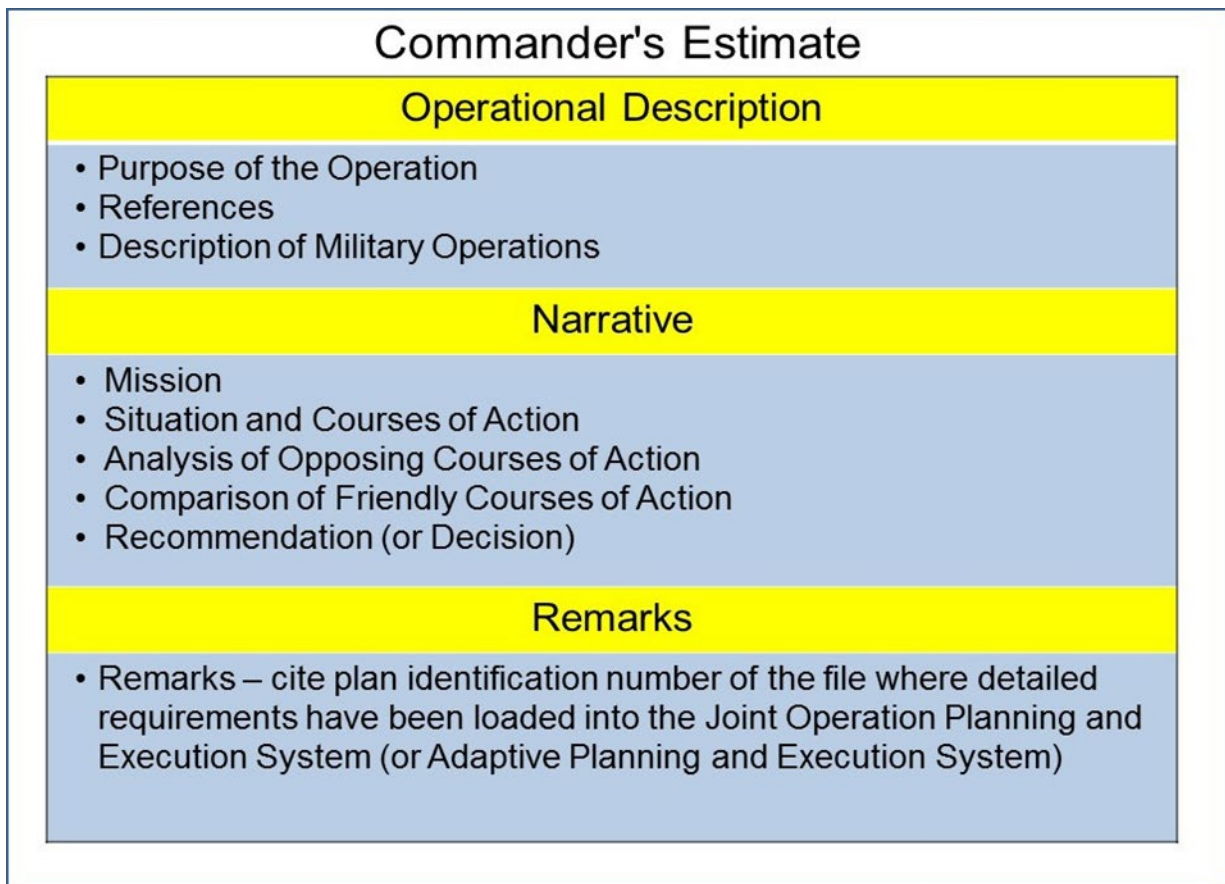 Commander's Estimate
Operational Description
• Purpose of the Operation
• References
• Description of Military Operations
Narrative
• Mission
• Situation and Courses of Action
• Analysis of Opposing Courses of Action
• Comparison of Friendly Courses of Action
• Recommendation (or Decision)
Remarks
• Remarks – cite plan identification number of the file where detailed
requirements have been loaded into the Joint Operation Planning and
Execution System (or Adaptive Planning and Execution System)